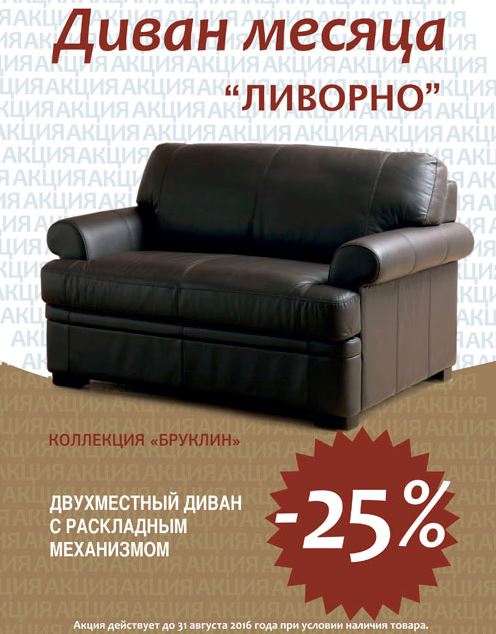 Диван месяца
“ЛИВОРНО”
КОЛЛЕКЦИЯ «БРУКЛИН»
ДВУХМЕСТНЫЙ ДИВАН
С РАСКЛАДНЫМ
МЕХАНИЗМОМ
-25%
Акция действует до 31 августа 2016 года при условии наличия товара.